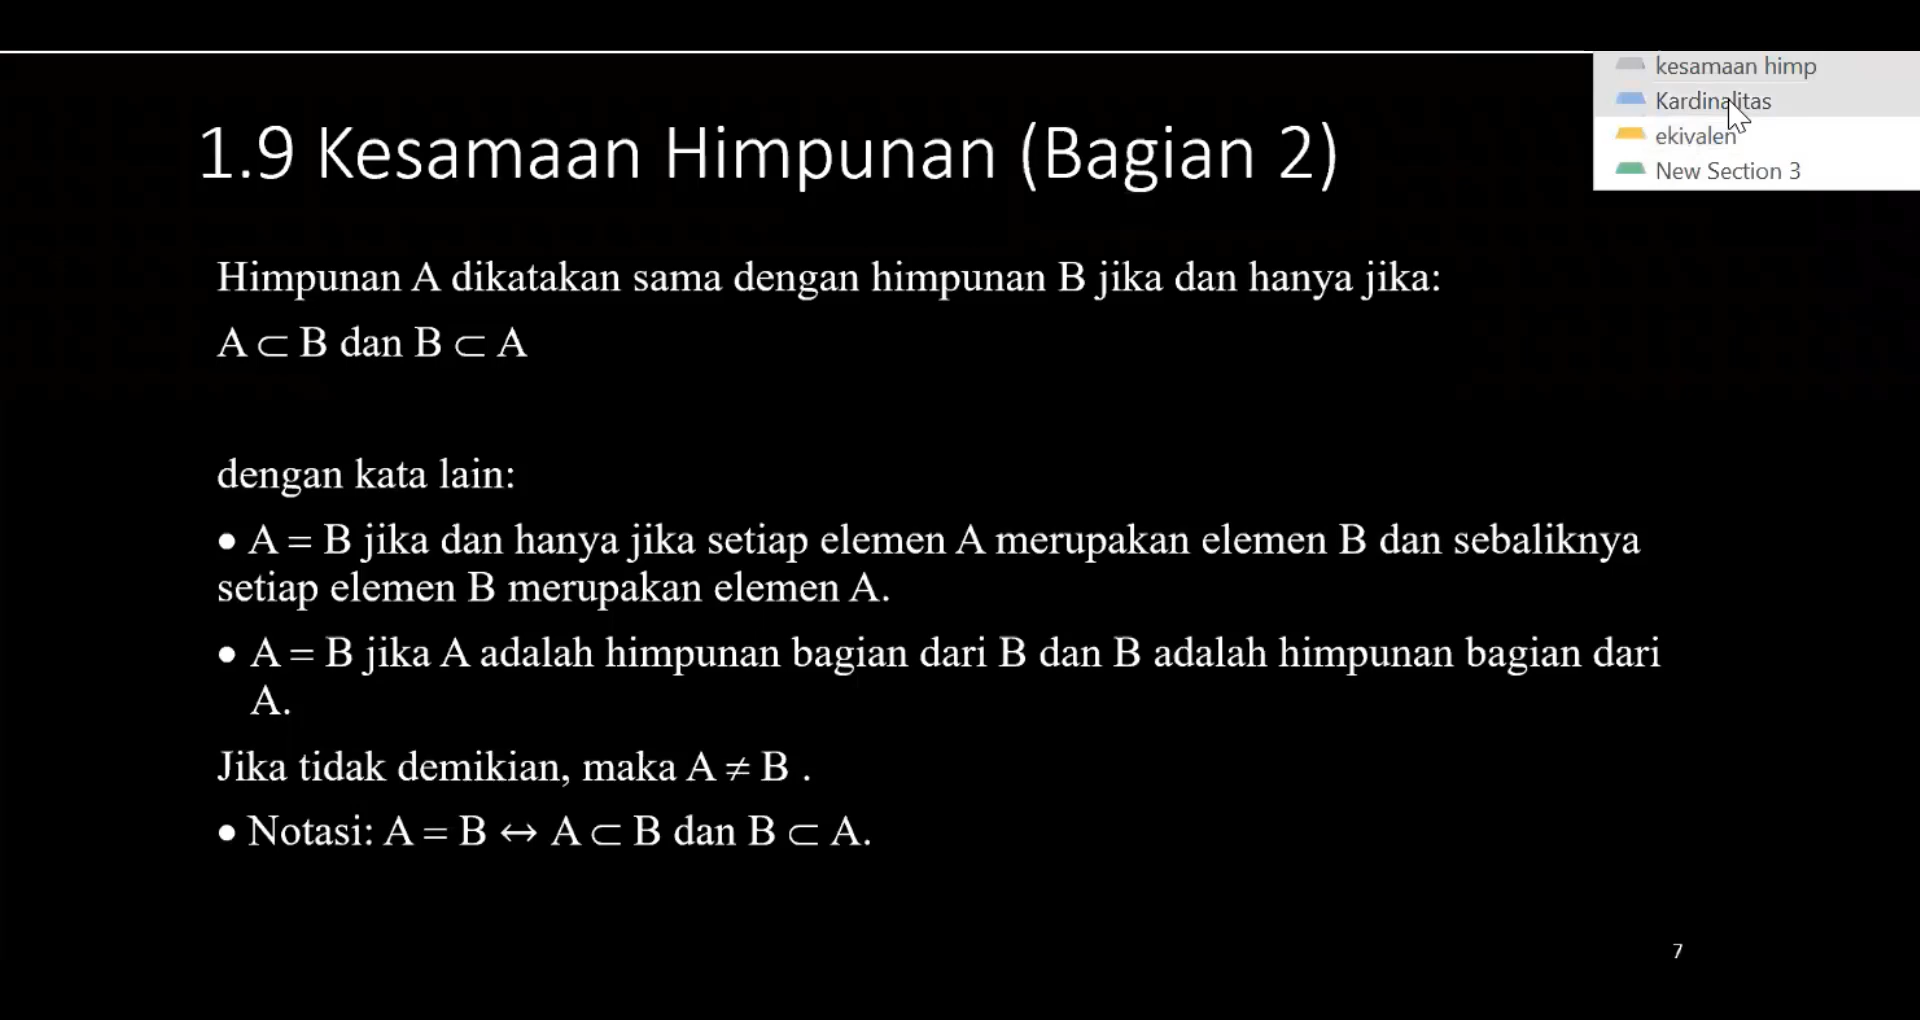 kesamaan himp
Kardinalitas
ekivalen
New Section 3
1.9 Kesamaan Himpunan (Bagian 2)
Himpunan A dikatakan sama dengan himpunan B jika dan hanya jika:
A ⊂ B dan B ⊂ A
dengan kata lain:
• A = B jika dan hanya jika setiap elemen A merupakan elemen B dan sebaliknya
setiap elemen B merupakan elemen A.
• A = B jika A adalah himpunan bagian dari B dan B adalah himpunan bagian dari
A.
Jika tidak demikian, maka A ≠ B .
• Notasi: A = B ↔ A ⊂ B dan B ⊂ A.
7